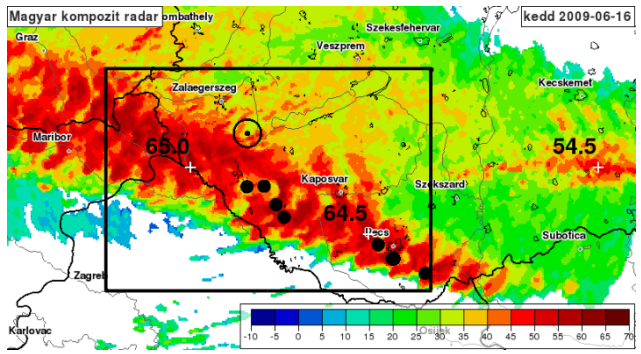 Magyar kompozit radar
kedd 2009-06-16
Graz
Szekesfehervar
Veszprem
Zalaegerszeg
Kecskemet
Maribor
65.0
54.5
Kaposvar
Szekszard
64.5
Pecs
Subotica
Zagreb
Karlovac
Osijek
-10 -5 0 5 10 15 20 25 30 35 40 45 50 55 60 65 70